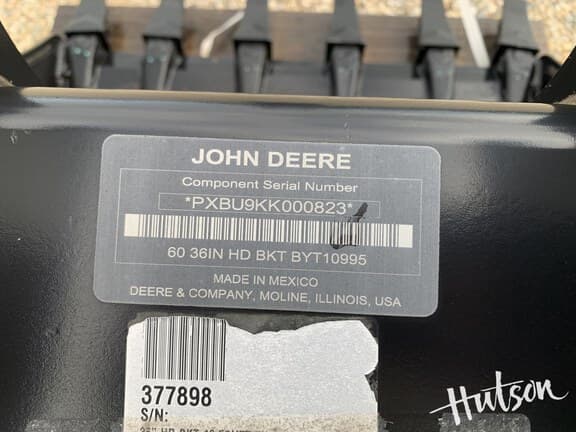 JOHN DEERE
Component Serial Number
*PXBU9KK000823*
60 36IN HD BKT BYT10995
MADE IN MEXICO
DEERE & COMPANY, MOLINE, ILLINOIS, USA
377898
S/N:
Hutson